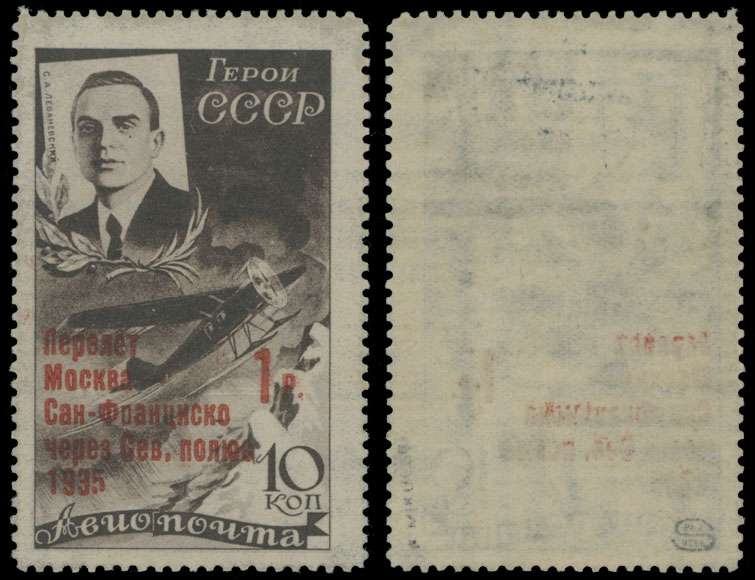 С. А. ЛЕВАНЕВСКИЙ
Герои
СССР
Перелет
Москва
Сан-Франциско
через Сев. полюс
1935
1 р.
10
КОП
Авиопочта